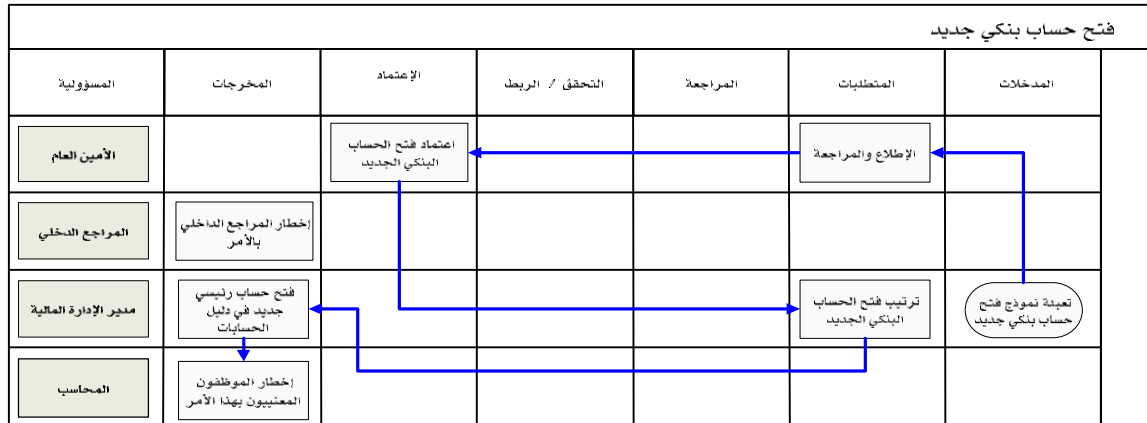 فتح حساب بنكي جديد
المدخلات
المتطلبات
المراجعة
التحقق / الربط
الإعتماد
المخرجات
المسؤولية
الإطلاع والمراجعة
اعتماد فتح الحساب
البنكي الجديد
الأمين العام
إخطار المراجع الداخلي
بالأمر
المراجع الدخلي
تعبئة نموذج فتح
حساب بنكي جديد
ترتيب فتح الحساب
البنكي الجديد
فتح حساب رئيسي
جديد في دليل
الحسابات
مدير الإدارة المالية
إخطار الموظفون
المعنييون بهذا الأمر
المحاسب